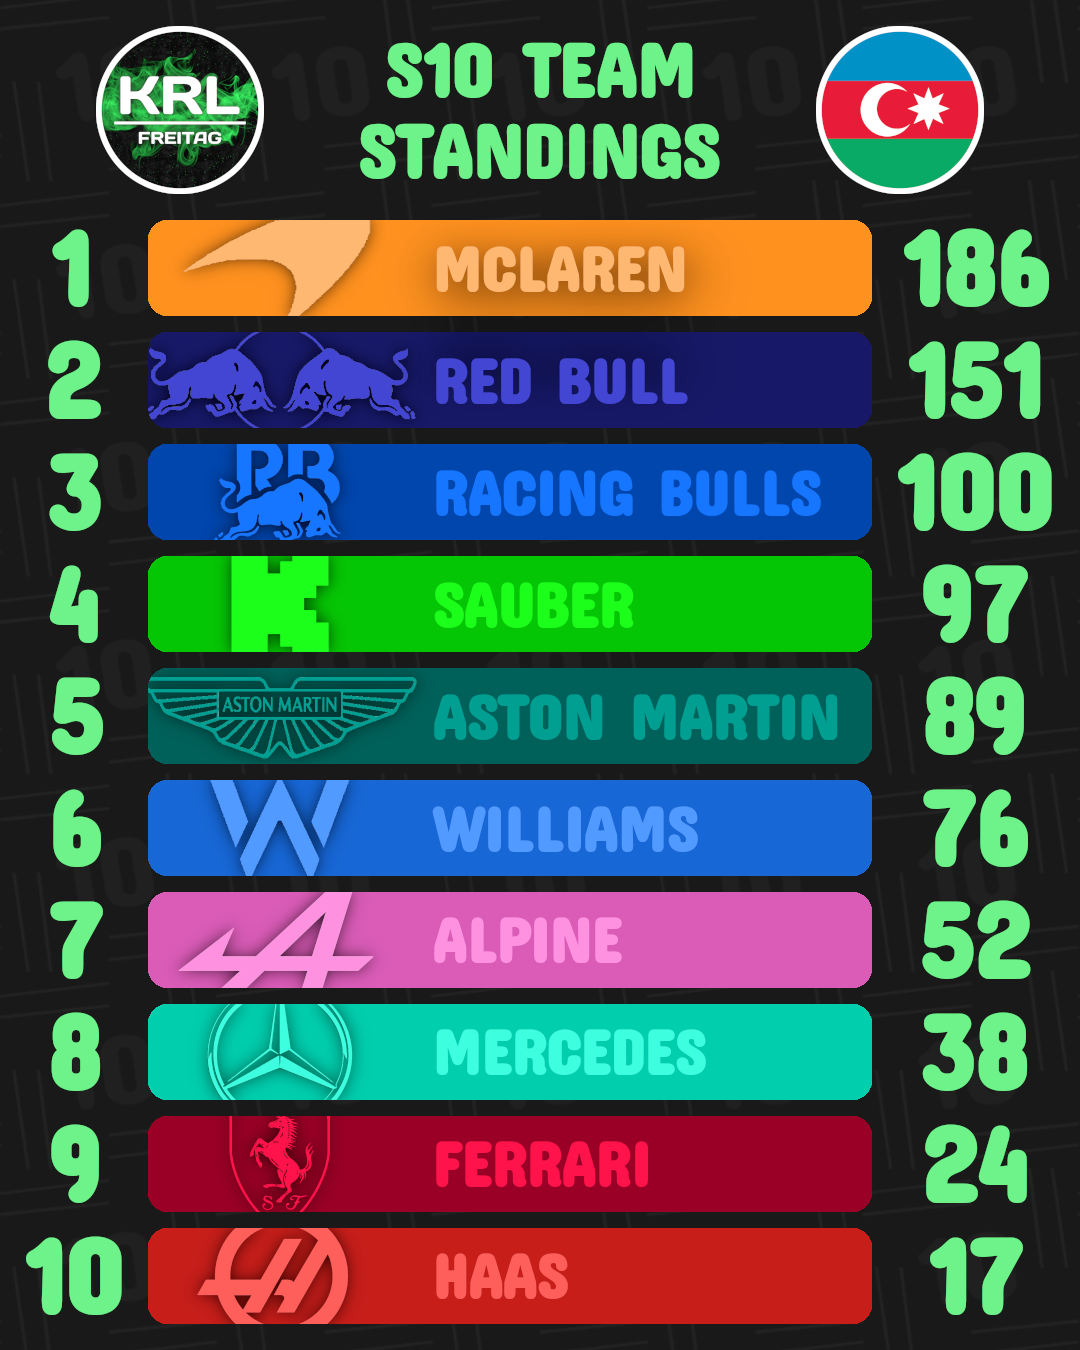 KRL
FREITAG
S10 TEAM
STANDINGS
1 MCLAREN 186
2 RED BULL 151
RB
3 RACING BULLS 100
4 K SAUBER 97
5 ASTON MARTIN ASTON MARTIN 89
6 W WILLIAMS 76
7 A ALPINE 52
8 MERCEDES 38
9 FERRARI 24
S F
10 H HAAS 17